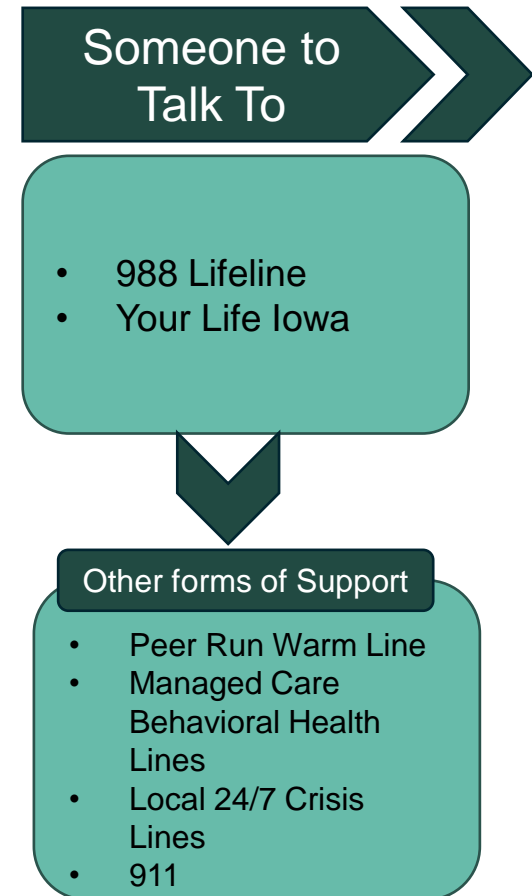 Someone to
Talk To
• 988 Lifeline
• Your Life Iowa
Other forms of Support
• Peer Run Warm Line
• Managed Care
Behavioral Health
Lines
• Local 24/7 Crisis
Lines
• 911